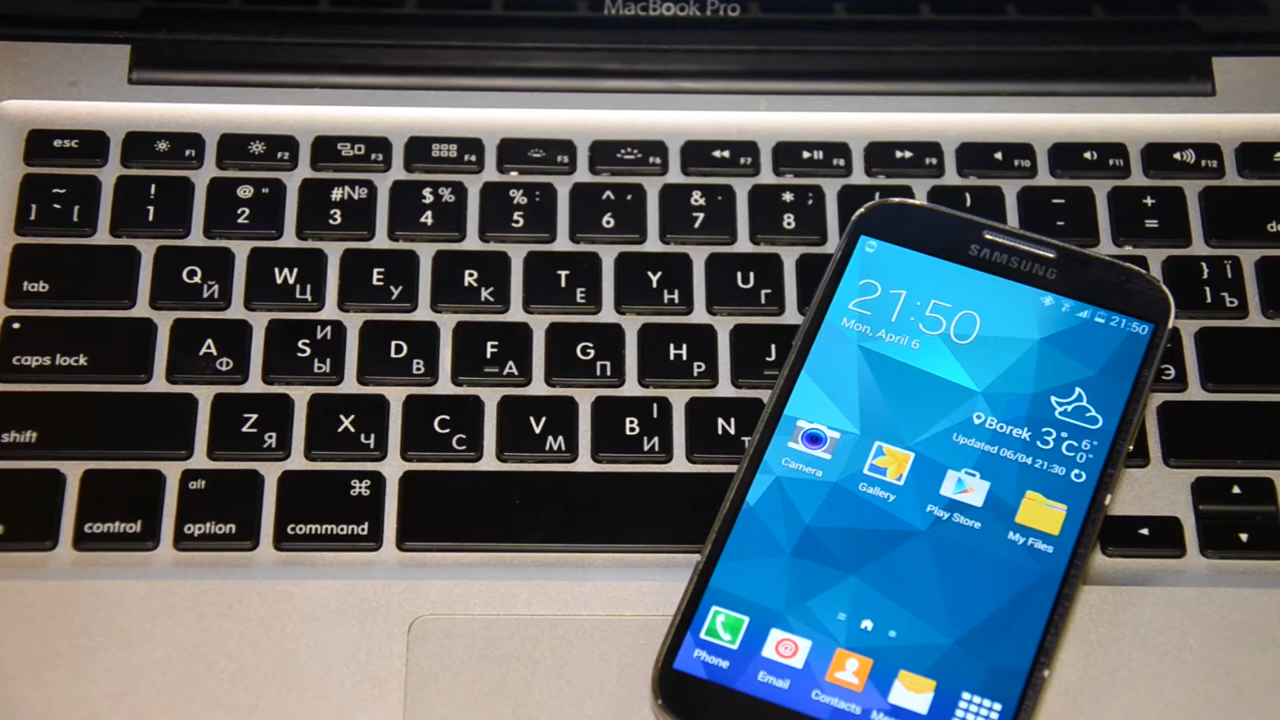 MacBook Pro
esc F1 F2 F3 F4 F5 F6 F7 F8 F9 F10 F11 F12
~ ! @ " #№ $ % % : ^ , & . * ; ( ) - +
] ` [ 1 2 3 4 5 6 7 8 =
tab Q Й W Ц E У R К T Е Y Н U Г } Ї ] Ъ
caps lock A Ф S И Ы D В F А G П H Р J Э
shift Z Я X Ч C С V М B І И N Т
control alt option ⌘ command
SAMSUNG
21:50
21:50
Mon, April 6
Borek 3°C 6° 0°
Updated 06/04 21:30
Camera Gallery Play Store My Files
Phone Email Contacts